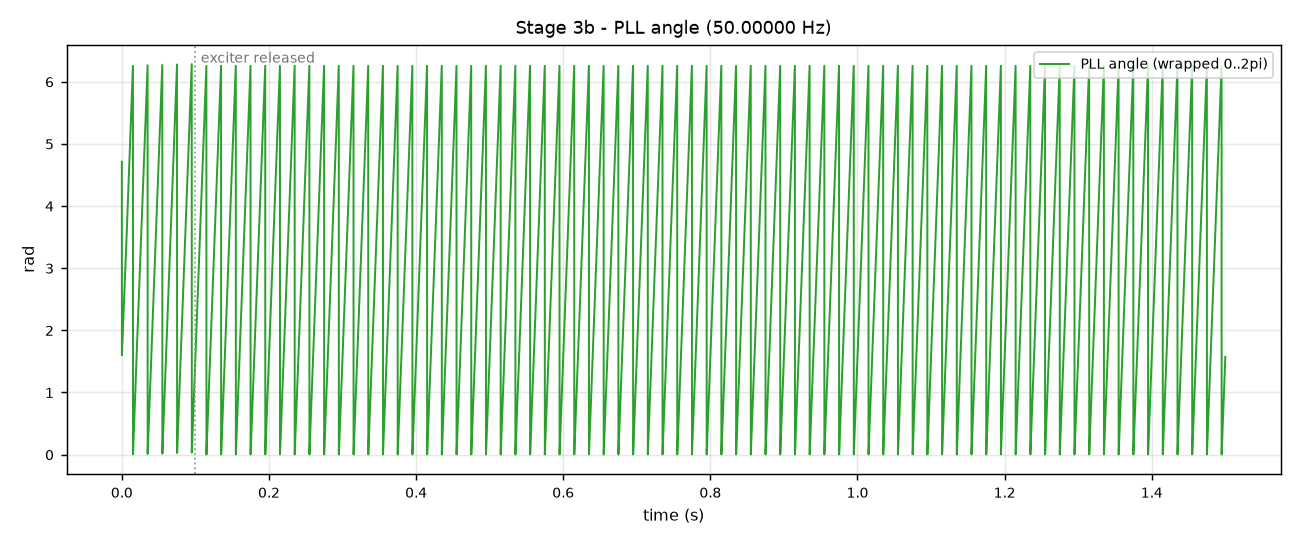 Stage 3b - PLL angle (50.00000 Hz)
exciter released
PLL angle (wrapped 0..2pi)
6
5
4
3
2
1
0
rad
0.0 0.2 0.4 0.6 0.8 1.0 1.2 1.4
time (s)